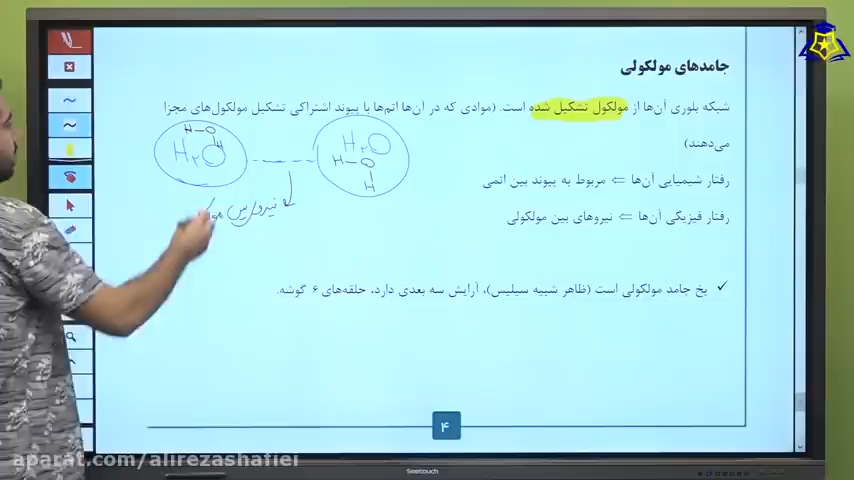 جامدهای مولکولی
شبکه بلوری آن‌ها از مولکول تشکیل شده است. (موادی که در آن‌ها اتم‌ها با پیوند اشتراکی تشکیل مولکول‌های مجزا
می‌دهند)
H-O
H
H₂O
H₂O
H-O
H
رفتار شیمیایی آن‌ها ⇐ مربوط به پیوند بین اتمی
نیروی بین
رفتار فیزیکی آن‌ها ⇐ نیروهای بین مولکولی
✓ یخ جامد مولکولی است (ظاهر شبیه سیلیس)، آرایش سه بعدی دارد، حلقه‌های ۶ گوشه.
۴
aparat.com/alirezashafiei
Seetouch